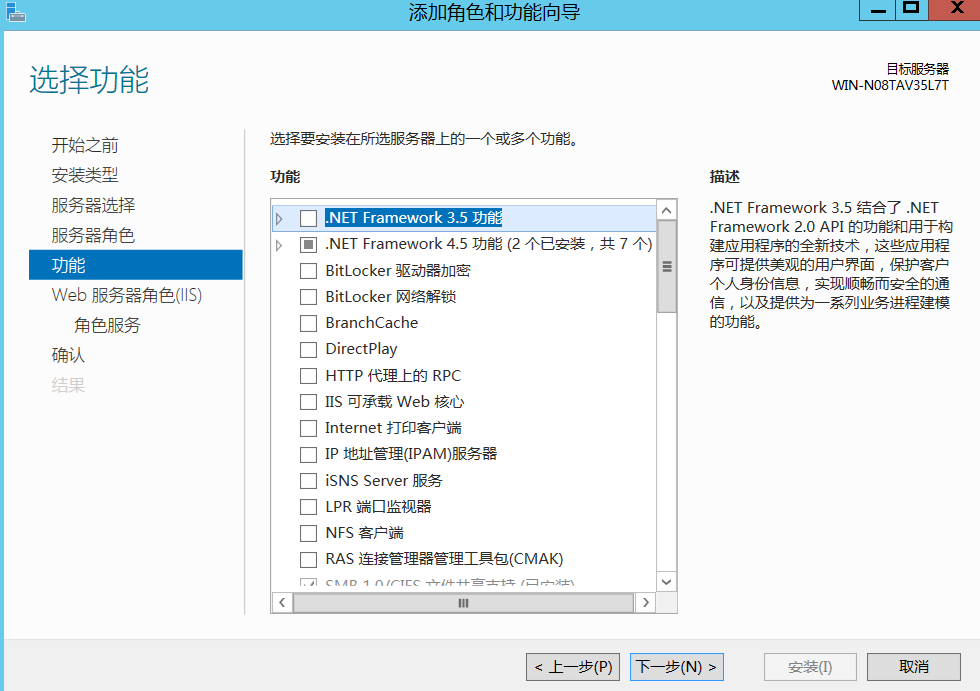 添加角色和功能向导
选择功能
目标服务器
WIN-N08TAV35L7T
开始之前
安装类型
服务器选择
服务器角色
功能
Web 服务器角色(IIS)
角色服务
确认
结果
选择要安装在所选服务器上的一个或多个功能。
功能
.NET Framework 3.5 功能
.NET Framework 4.5 功能 (2 个已安装，共 7 个)
BitLocker 驱动器加密
BitLocker 网络解锁
BranchCache
DirectPlay
HTTP 代理上的 RPC
IIS 可承载 Web 核心
Internet 打印客户端
IP 地址管理(IPAM)服务器
iSNS Server 服务
LPR 端口监视器
NFS 客户端
RAS 连接管理器管理工具包(CMAK)
SMB 1.0/CIFS 文件共享支持 (已安装)
描述
.NET Framework 3.5 结合了 .NET
Framework 2.0 API 的功能和用于构
建应用程序的全新技术，这些应用程
序可提供美观的用户界面，保护客户
个人身份信息，实现顺畅而安全的通
信，以及提供为一系列业务进程建模
的功能。
< 上一步(P)
下一步(N) >
安装(I)
取消